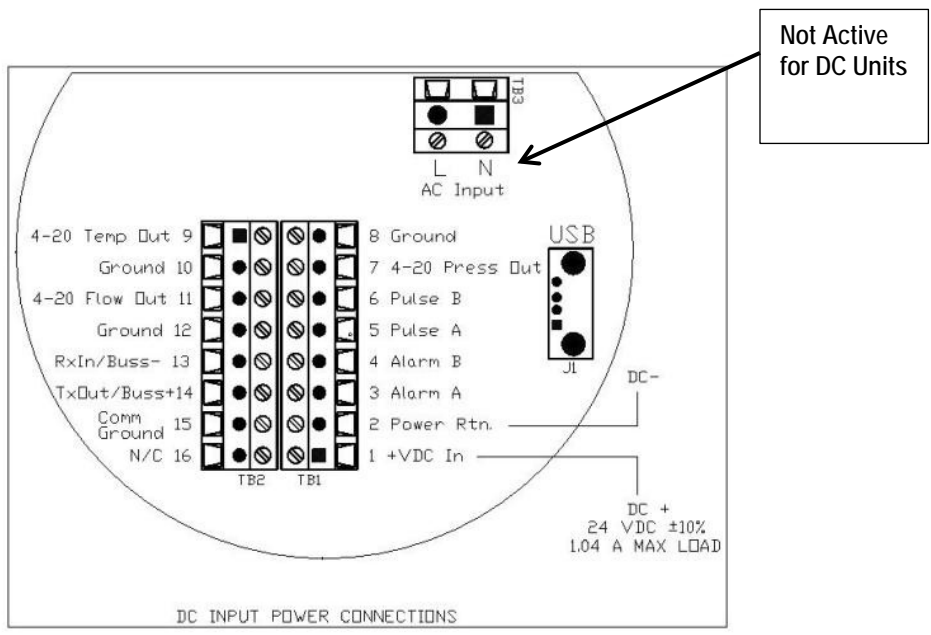 Not Active
for DC Units
TB3
L N
AC Input
4-20 Temp Out 9
Ground 10
4-20 Flow Out 11
Ground 12
RxIn/Buss- 13
TxOut/Buss+14
Comm
Ground 15
N/C 16
8 Ground
7 4-20 Press Out
6 Pulse B
5 Pulse A
4 Alarm B
3 Alarm A
2 Power Rtn.
1 +VDC In
TB2 TB1
USB
J1
DC-
DC +
24 VDC ±10%
1.04 A MAX LOAD
DC INPUT POWER CONNECTIONS